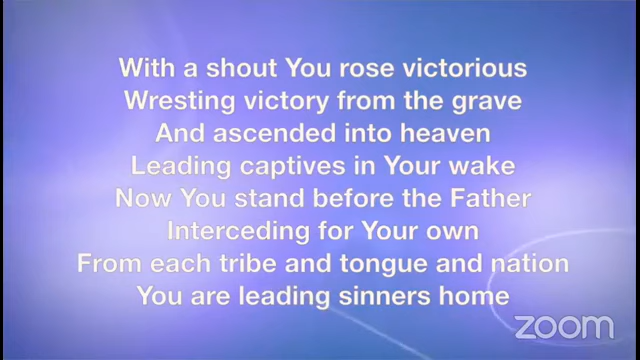 With a shout You rose victorious
Wresting victory from the grave
And ascended into heaven
Leading captives in Your wake
Now You stand before the Father
Interceding for Your own
From each tribe and tongue and nation
You are leading sinners home
zoom